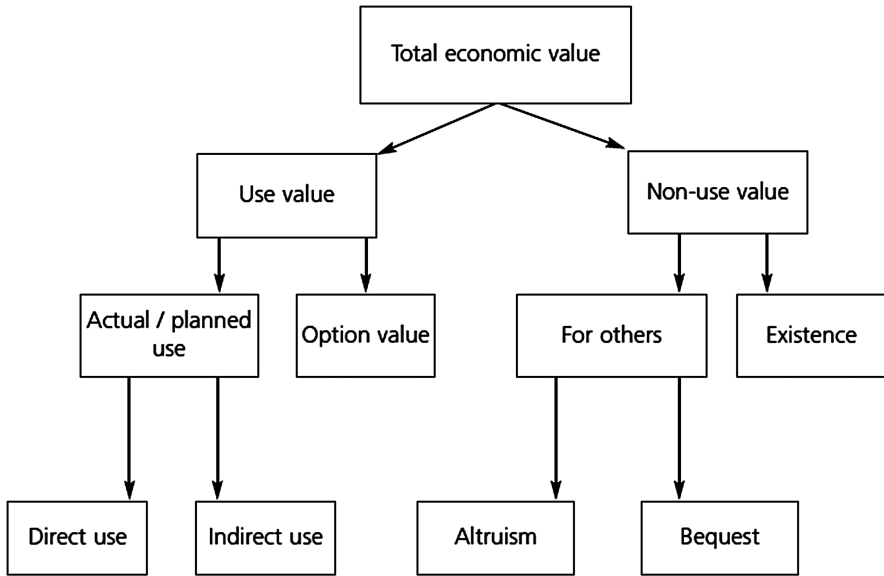 Total economic value
Use value
Non-use value
Actual / planned
use
Option value
For others
Existence
Direct use
Indirect use
Altruism
Bequest